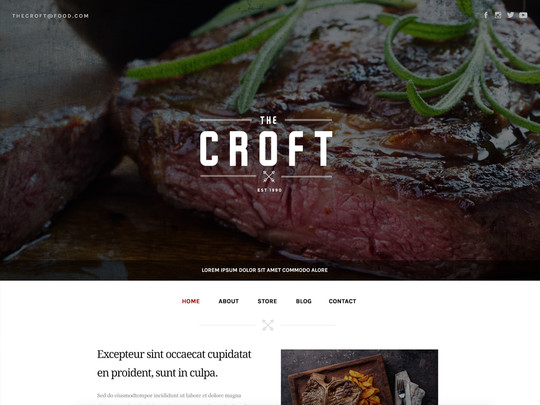 THECROFT@FOOD.COM
THE
CROFT
EST 1990
LOREM IPSUM DOLOR SIT AMET COMMODO ALORE
HOME ABOUT STORE BLOG CONTACT
Excepteur sint occaecat cupidatat
en proident, sunt in culpa.
Sed do eiusmodtempor incididunt ut labore et dolore magna